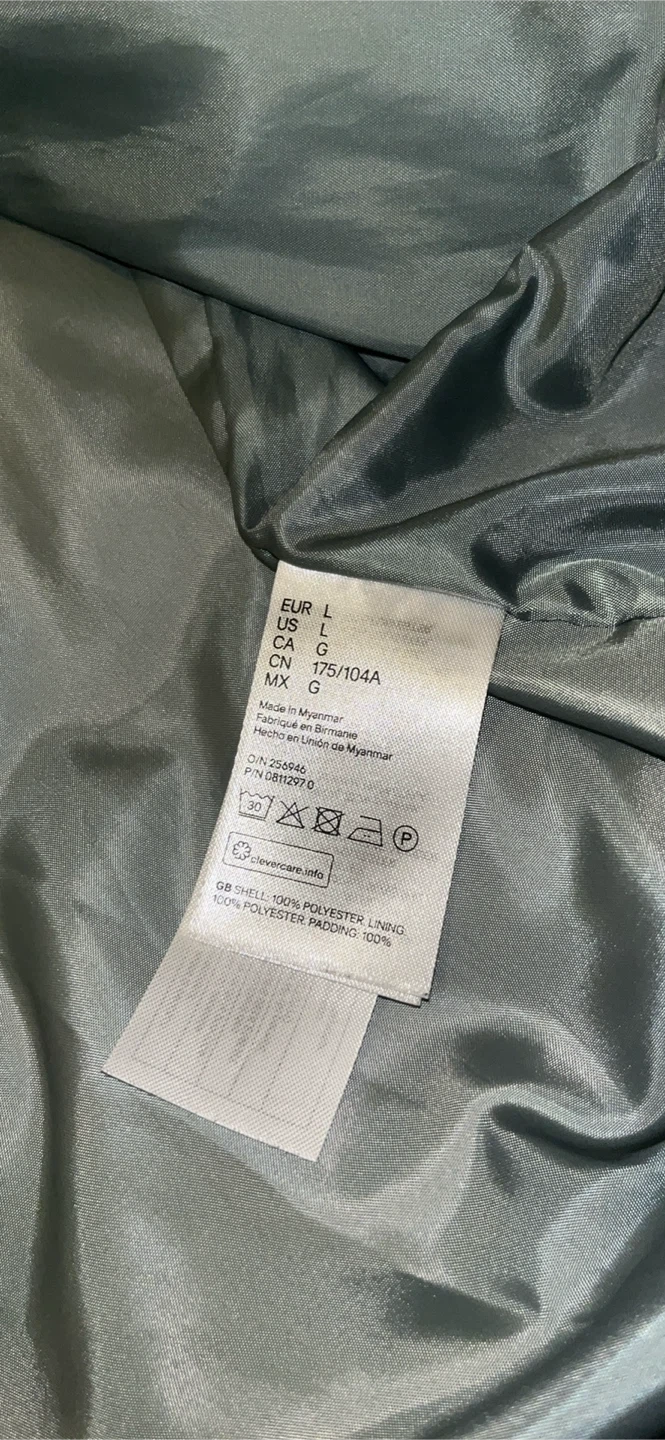 EUR L
US L
CA G
CN 175/104A
MX G
Made in Myanmar
Fabriqué en Birmanie
Hecho en Unión de Myanmar
O/N 256946
P/N 0811297 0
30
P
clevercare.info
GB SHELL: 100% POLYESTER. LINING:
100% POLYESTER. PADDING: 100%